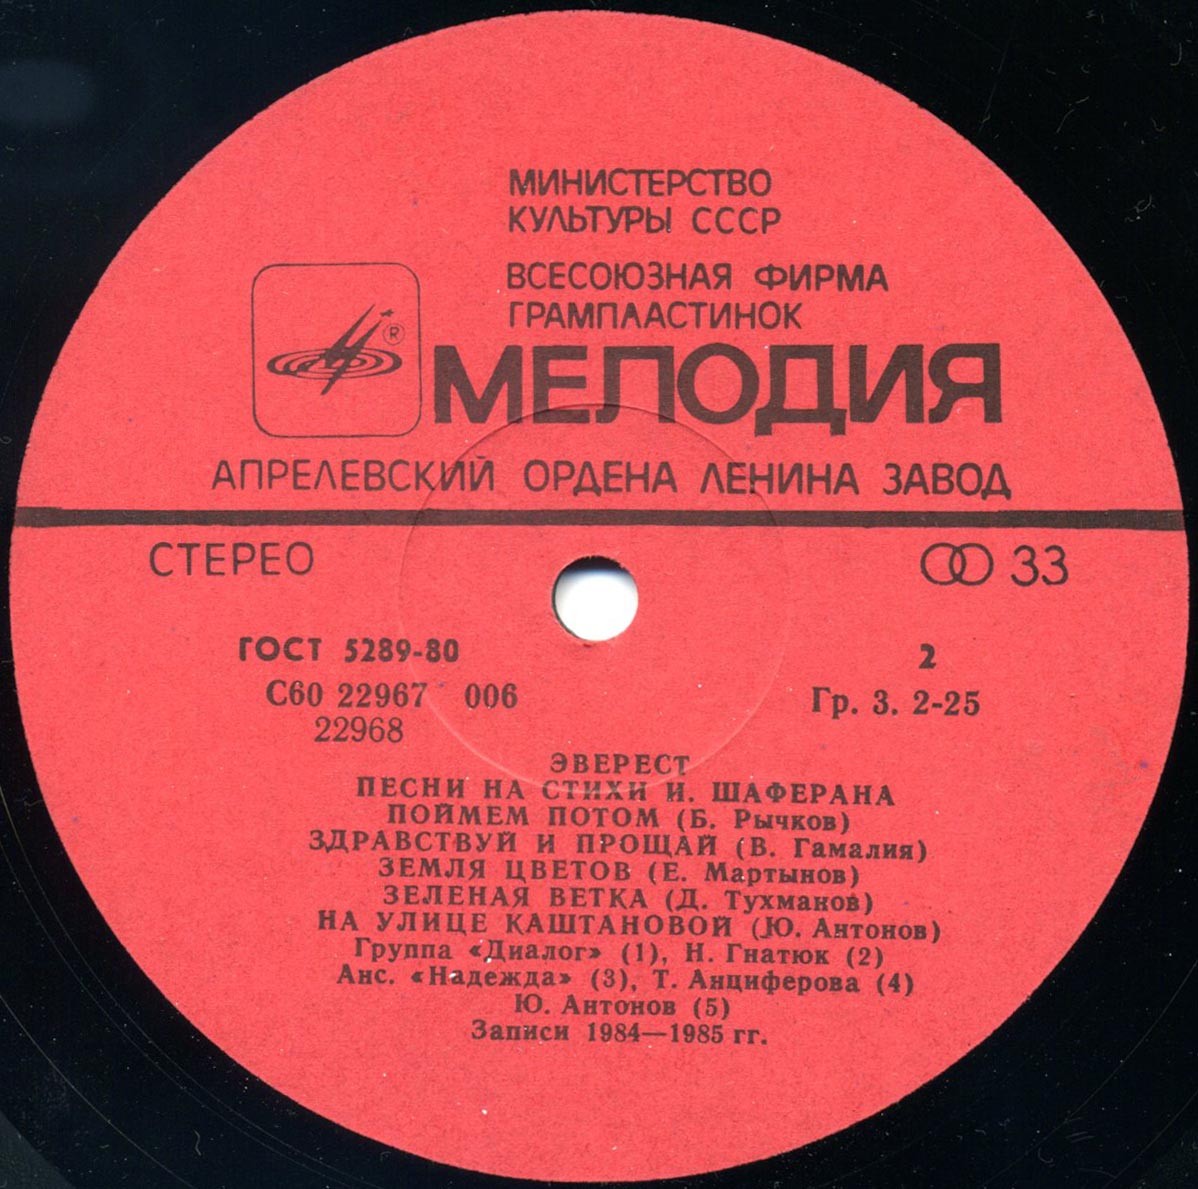 МИНИСТЕРСТВО
КУЛЬТУРЫ СССР
ВСЕСОЮЗНАЯ ФИРМА
ГРАМПЛАСТИНОК
®
МЕЛОДИЯ
АПРЕЛЕВСКИЙ ОРДЕНА ЛЕНИНА ЗАВОД
СТЕРЕО
33
ГОСТ 5289-80
2
С60 22967 006
Гр. 3. 2-25
22968
ЭВЕРЕСТ
ПЕСНИ НА СТИХИ И. ШАФЕРАНА
ПОЙМЕМ ПОТОМ (Б. Рычков)
ЗДРАВСТВУЙ И ПРОЩАЙ (В. Гамалия)
ЗЕМЛЯ ЦВЕТОВ (Е. Мартынов)
ЗЕЛЕНАЯ ВЕТКА (Д. Тухманов)
НА УЛИЦЕ КАШТАНОВОЙ (Ю. Антонов)
Группа «Диалог» (1), Н. Гнатюк (2)
Анс. «Надежда» (3), Т. Анциферова (4)
Ю. Антонов (5)
Записи 1984—1985 гг.